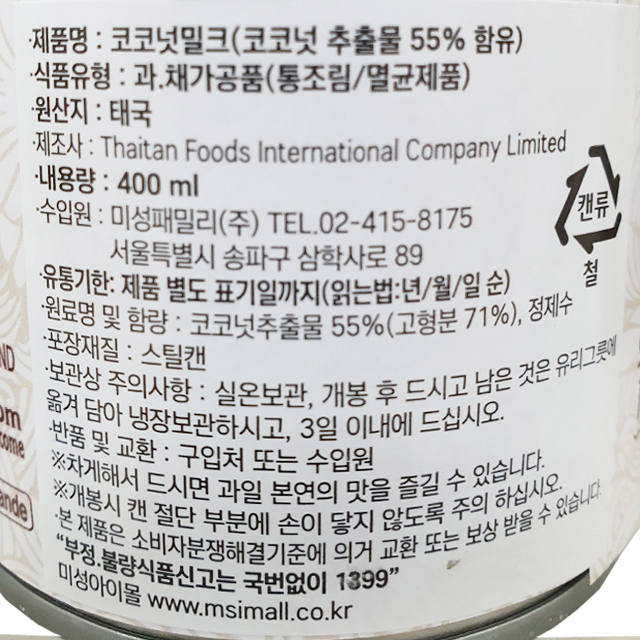 ·제품명 : 코코넛밀크(코코넛 추출물 55% 함유)
·식품유형 : 과.채가공품(통조림/멸균제품)
·원산지 : 태국
·제조사 : Thaitan Foods International Company Limited
·내용량 : 400 ml
·수입원 : 미성패밀리(주) TEL.02-415-8175
서울특별시 송파구 삼학사로 89
캔류
철
·유통기한: 제품 별도 표기일까지(읽는법:년/월/일 순)
·원료명 및 함량 : 코코넛추출물 55%(고형분 71%), 정제수
·포장재질 : 스틸캔
·보관상 주의사항 : 실온보관, 개봉 후 드시고 남은 것은 유리그릇에
옮겨 담아 냉장보관하시고, 3일 이내에 드십시오.
·반품 및 교환 : 구입처 또는 수입원
※차게해서 드시면 과일 본연의 맛을 즐길 수 있습니다.
※개봉시 캔 절단 부분에 손이 닿지 않도록 주의 하십시오.
·본 제품은 소비자분쟁해결기준에 의거 교환 또는 보상 받을 수 있습니다.
“부정.불량식품신고는 국번없이 1399”
미성아이몰 www.msimall.co.kr